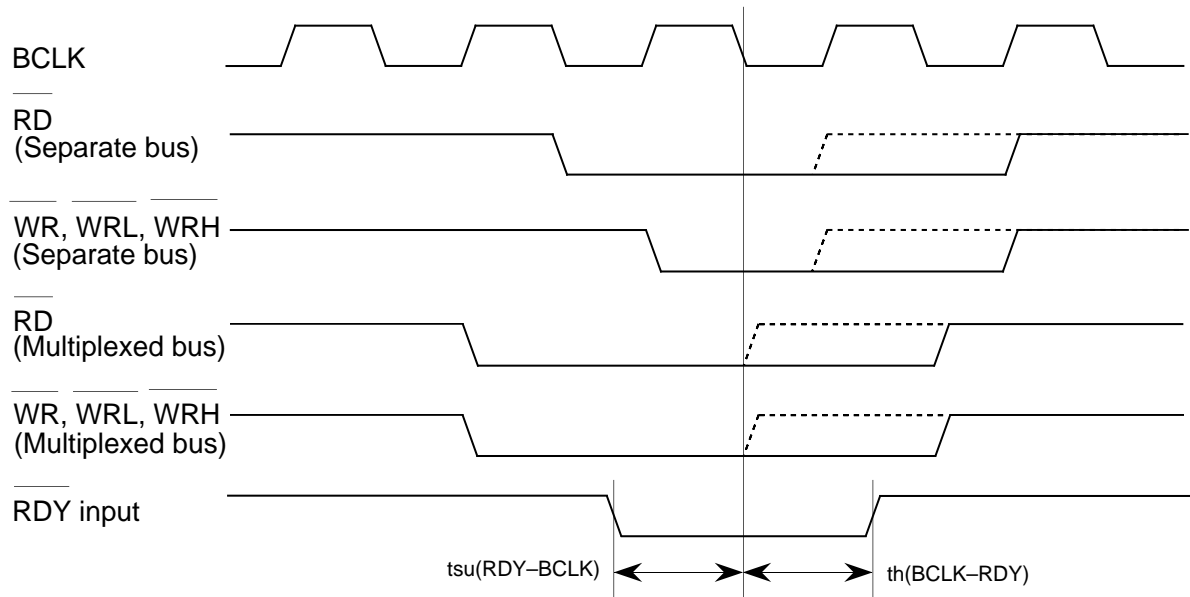 BCLK
RD
(Separate bus)
WR, WRL, WRH
(Separate bus)
RD
(Multiplexed bus)
WR, WRL, WRH
(Multiplexed bus)
RDY input
tsu(RDY–BCLK)
th(BCLK–RDY)